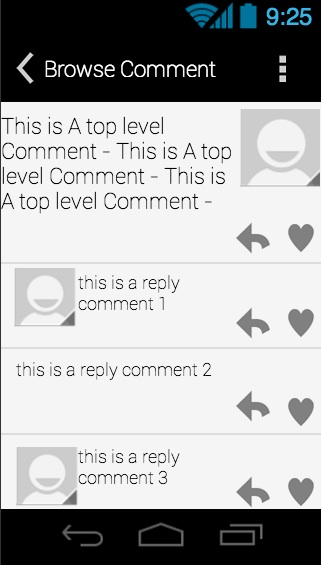 9:25
Browse Comment
This is A top level
Comment - This is A top
level Comment - This is
A top level Comment -
this is a reply
comment 1
this is a reply comment 2
this is a reply
comment 3